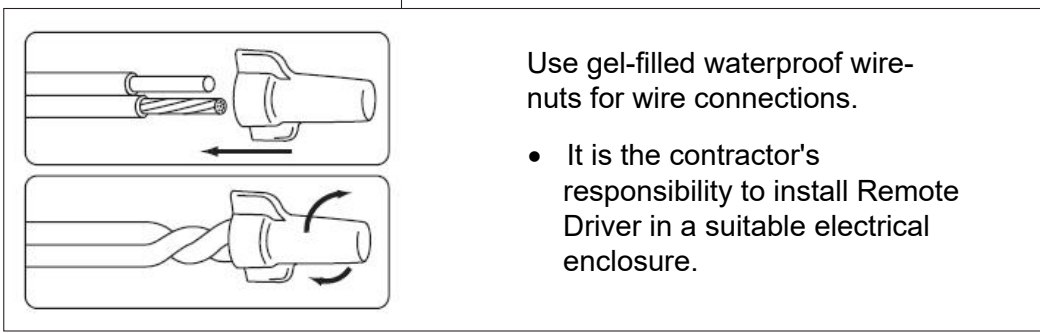 Use gel-filled waterproof wire-
nuts for wire connections.
• It is the contractor's
responsibility to install Remote
Driver in a suitable electrical
enclosure.